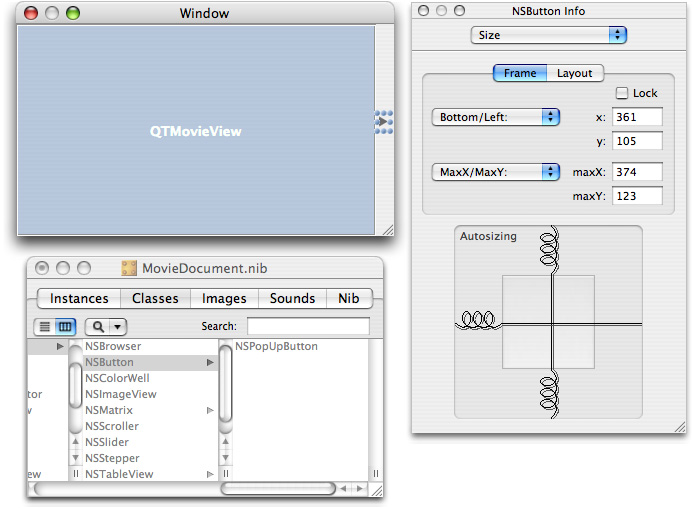 Window
QTMovieView
NSButton Info
Size
Frame
Layout
Lock
Bottom/Left:
x:
361
y:
105
MaxX/MaxY:
maxX:
374
maxY:
123
Autosizing
MovieDocument.nib
Instances
Classes
Images
Sounds
Nib
Search:
NSBrowser
NSPopUpButton
NSButton
NSColorWell
tor
NSImageView
w
NSMatrix
NSScroller
NSSlider
NSStepper
ew
NSTableView